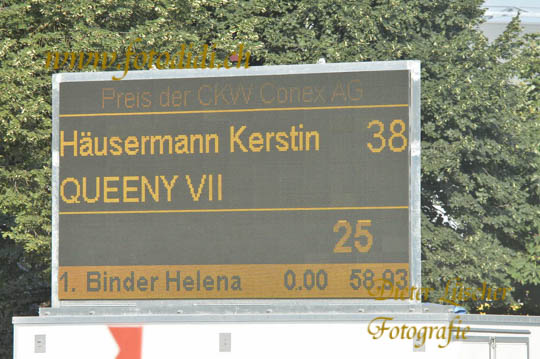 www.fotodidi.ch
Preis der CKW Conex AG
Häusermann Kerstin 38
QUEENY VII
25
1. Binder Helena 0.00 58.93
Fotografie